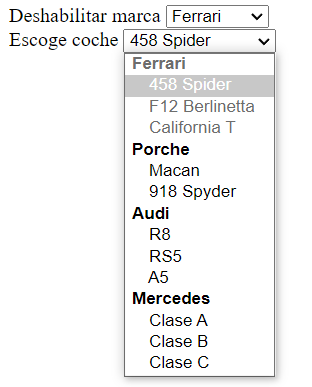 Deshabilitar marca Ferrari
Escoge coche 458 Spider
Ferrari
458 Spider
F12 Berlinetta
California T
Porche
Macan
918 Spyder
Audi
R8
RS5
A5
Mercedes
Clase A
Clase B
Clase C